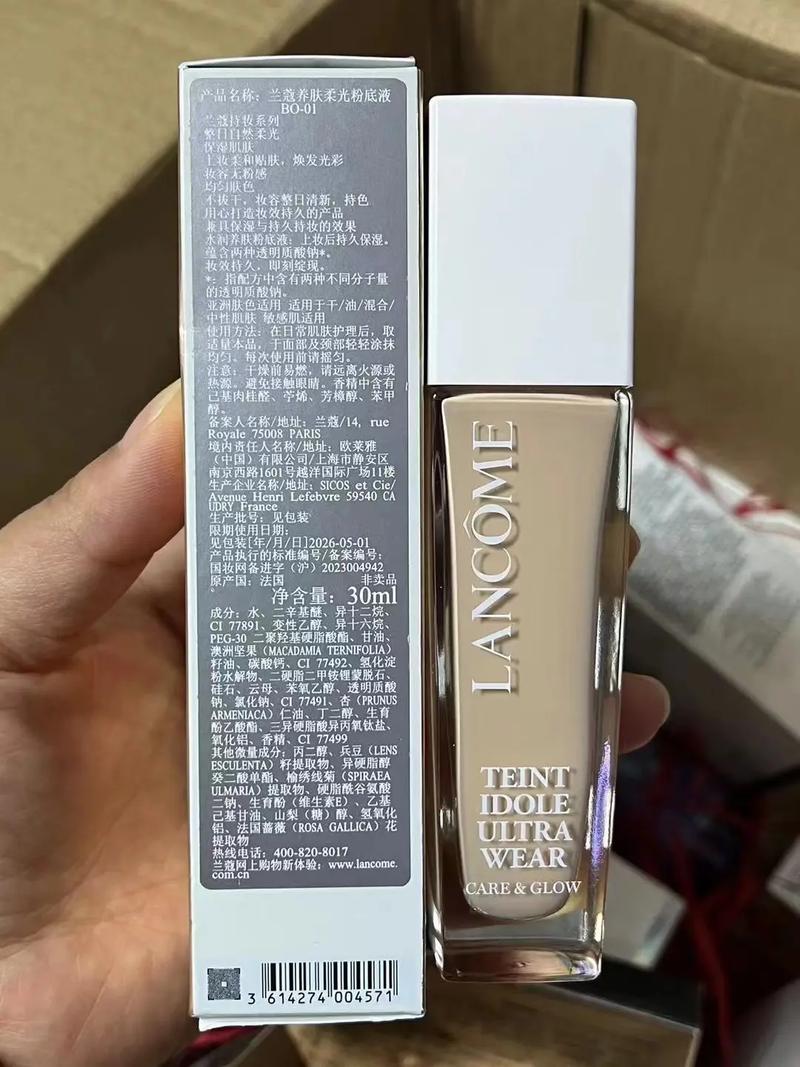 产品名称：兰蔻养肤柔光粉底液
BO-01
兰蔻持妆系列
整日自然柔光
保湿肌肤
上妆柔和贴肤，焕发光彩
妆容无粉感
均匀肤色
不拔干，妆容整日清新，持色
用心打造妆效持久的产品
兼具保湿与持久持妆的效果
水润养肤粉底液：上妆后持久保湿。
蕴含两种透明质酸钠*。
妆效持久，即刻绽现。
*：指配方中含有两种不同分子量
的透明质酸钠。
亚洲肤色适用 适用于干/油/混合/
中性肌肤 敏感肌适用
使用方法：在日常肌肤护理后，取
适量本品，于面部及颈部轻轻涂抹
均匀。每次使用前请摇匀。
注意：干燥前易燃，请远离火源或
热源。避免接触眼睛。香精中含有
己基肉桂醛、苧烯、芳樟醇、苯甲
醇。
备案人名称/地址：兰蔻/14, rue
Royale 75008 PARIS
境内责任人名称/地址：欧莱雅
（中国）有限公司/上海市静安区
南京西路1601号越洋国际广场11楼
生产企业名称/地址：SICOS et Cie/
Avenue Henri Lefebvre 59540 CA
UDRY France
生产批号：见包装
限期使用日期：
见包装[年/月/日]2026-05-01
产品执行的标准编号/备案编号：
国妆网备进字（沪）2023004942
原产国：法国 非卖品
。
净含量：30ml
成分：水、二辛基醚、异十二烷、
CI 77891、变性乙醇、异十六烷、
PEG-30 二聚羟基硬脂酸酯、甘油、
澳洲坚果（MACADAMIA TERNIFOLIA）
籽油、碳酸钙、CI 77492、氢化淀
粉水解物、二硬脂二甲铵锂蒙脱石、
硅石、云母、苯氧乙醇、透明质酸
钠、氯化钠、CI 77491、杏（PRUNUS
ARMENIACA）仁油、丁二醇、生育
酚乙酸酯、三异硬脂酸异丙氧钛盐、
氧化铝、香精、CI 77499
其他微量成分：丙二醇、兵豆（LENS
ESCULENTA）籽提取物、异硬脂醇
癸二酸单酯、榆绣线菊（SPIRAEA
ULMARIA）提取物、硬脂酰谷氨酸
二钠、生育酚（维生素E）、乙基
己基甘油、山梨（糖）醇、氢氧化
铝、法国蔷薇（ROSA GALLICA）花
提取物
热线电话：400-820-8017
兰蔻网上购物新体验：www.lancome.
com.cn
3 614274 004571
LANCÔME
TEINT
IDOLE
ULTRA
WEAR
CARE & GLOW